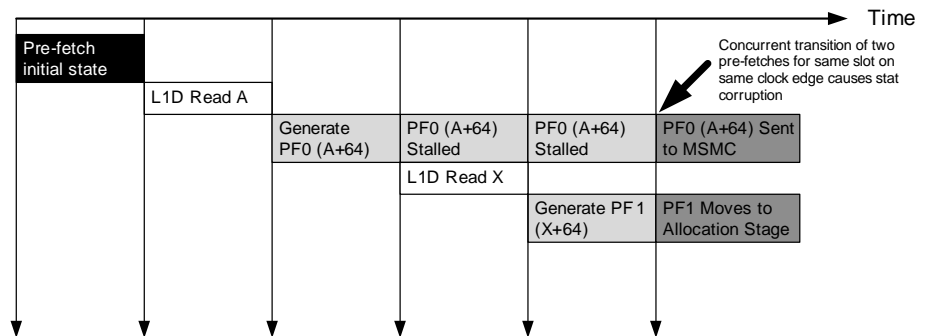 Time
Pre-fetch
initial state
Concurrent transition of two
pre-fetches for same slot on
same clock edge causes stat
corruption
L1D Read A
Generate
PF0 (A+64)
PF0 (A+64)
Stalled
PF0 (A+64)
Stalled
PF0 (A+64) Sent
to MSMC
L1D Read X
Generate PF1
(X+64)
PF1 Moves to
Allocation Stage